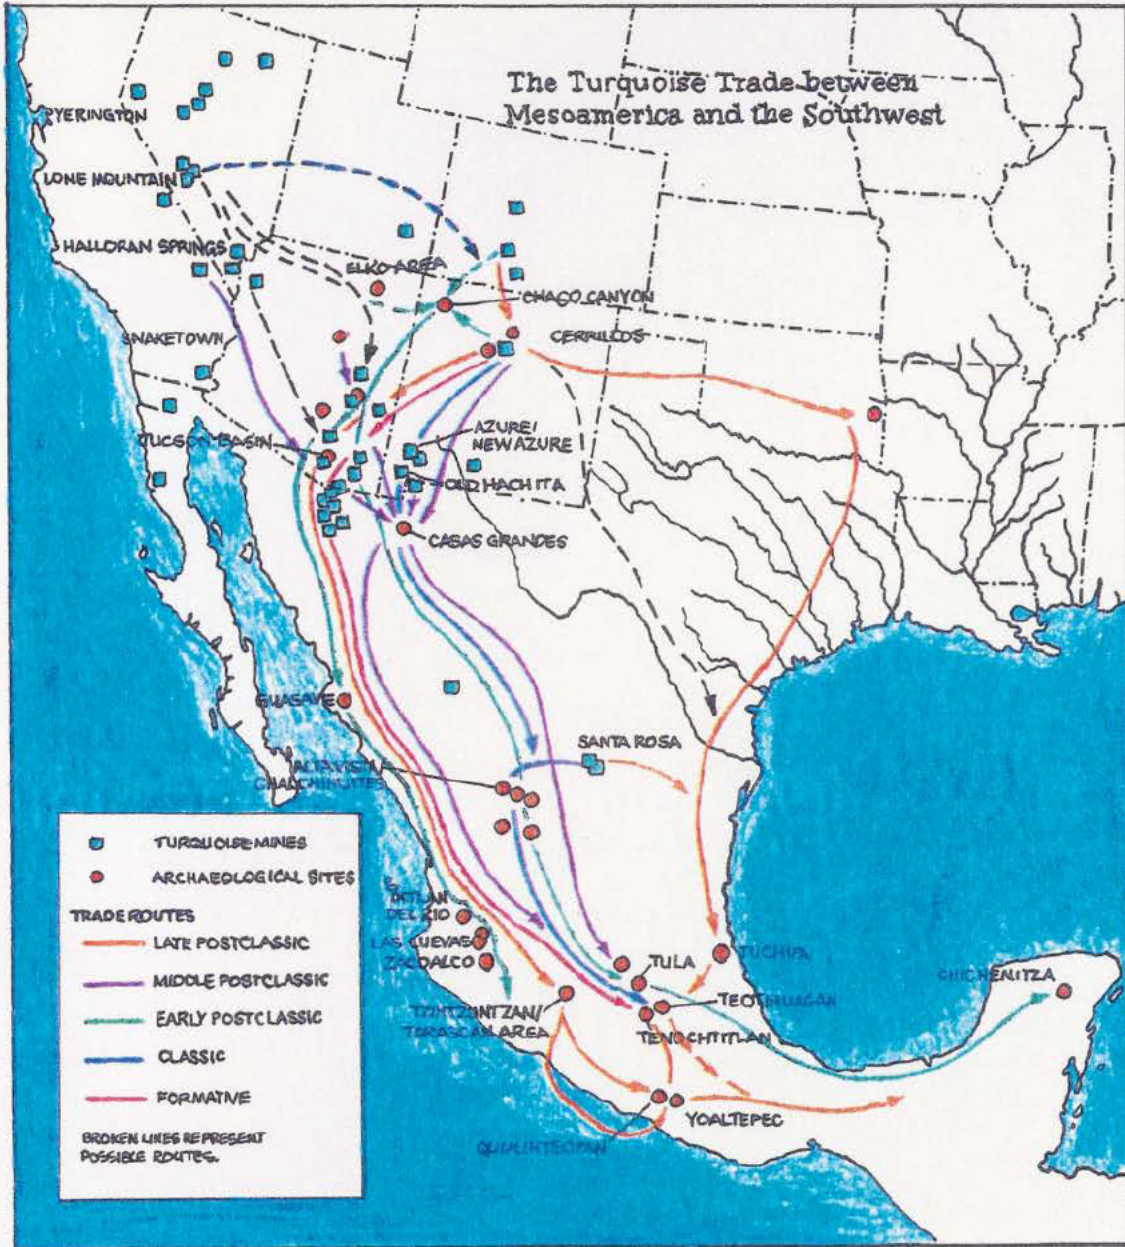 The Turquoise Trade between
Mesoamerica and the Southwest
RYERINGTON
LONE MOUNTAIN
HALLORAN SPRINGS
ELKO AREA
CHACO CANYON
CERRILLOS
SNAKETOWN
AZURE/
NEW AZURE
TUCSON BASIN
OLD HACHITA
CASAS GRANDES
GUASAVE
SANTA ROSA
ALTA VISTA/
CHALCHIHUITES
IXTLAN
DEL RIO
LAS CUEVAS
ZACOALCO
TULA
TUCHPA
CHICHEN ITZA
TEOTIHUACAN
TZINTZUNTZAN/
TARASCAN AREA
TENOCHTITLAN
YOALTEPEC
TURQUOISE MINES
ARCHAEOLOGICAL SITES
TRADE ROUTES
LATE POSTCLASSIC
MIDDLE POSTCLASSIC
EARLY POSTCLASSIC
CLASSIC
FORMATIVE
BROKEN LINES REPRESENT
POSSIBLE ROUTES.